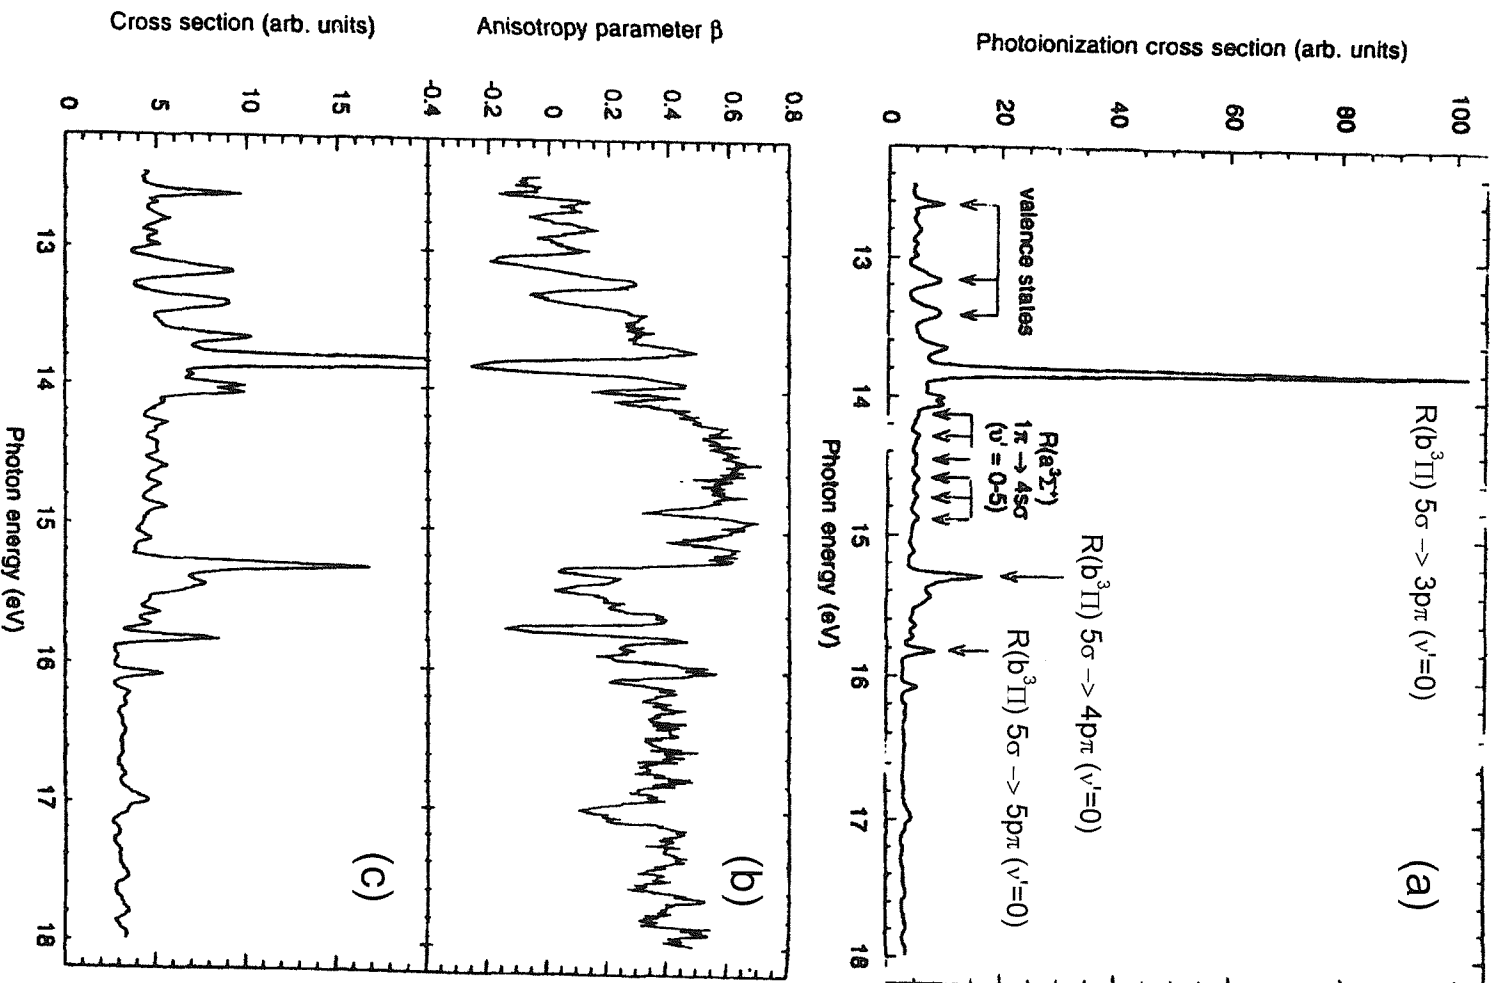 Photoionization cross section (arb. units)
100
80
60
40
20
0
(a)
R(b³Π) 5σ –> 3pπ (ν'=0)
R(b³Π) 5σ –> 4pπ (ν'=0)
R(b³Π) 5σ –> 5pπ (ν'=0)
valence states
R(a³Σ⁺)
1π → 4sσ
(υ' = 0-5)
13 14 15 16 17 18
Photon energy (eV)
Anisotropy parameter β
0.8
0.6
0.4
0.2
0
-0.2
-0.4
(b)
Cross section (arb. units)
15
10
5
0
(c)
13 14 15 16 17 18
Photon energy (eV)